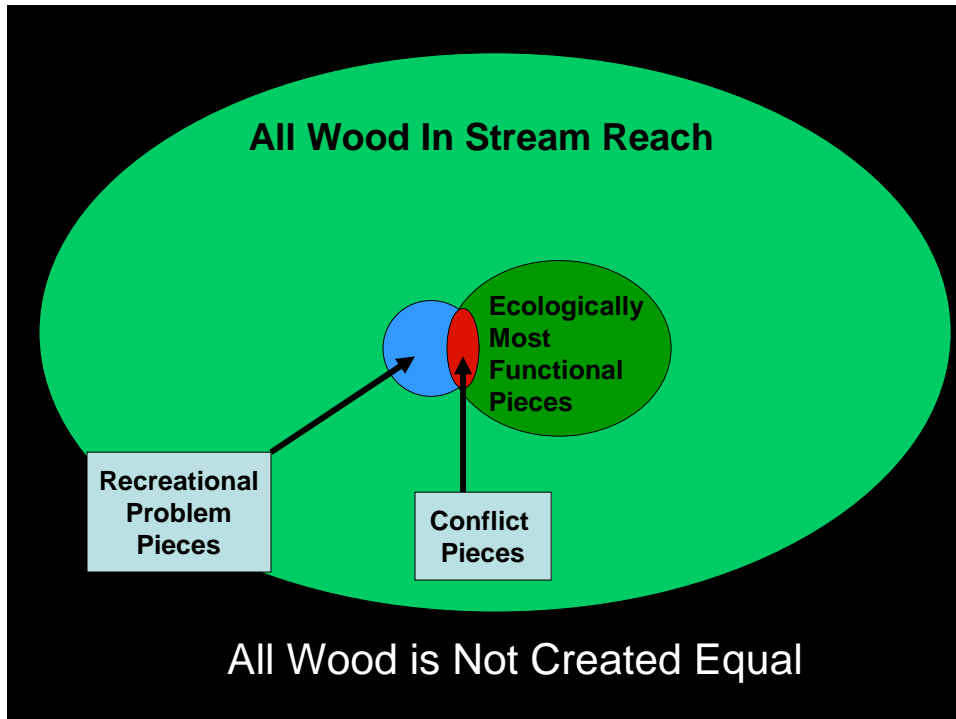 All Wood In Stream Reach
Ecologically
Most
Functional
Pieces
Recreational
Problem
Pieces
Conflict
Pieces
All Wood is Not Created Equal